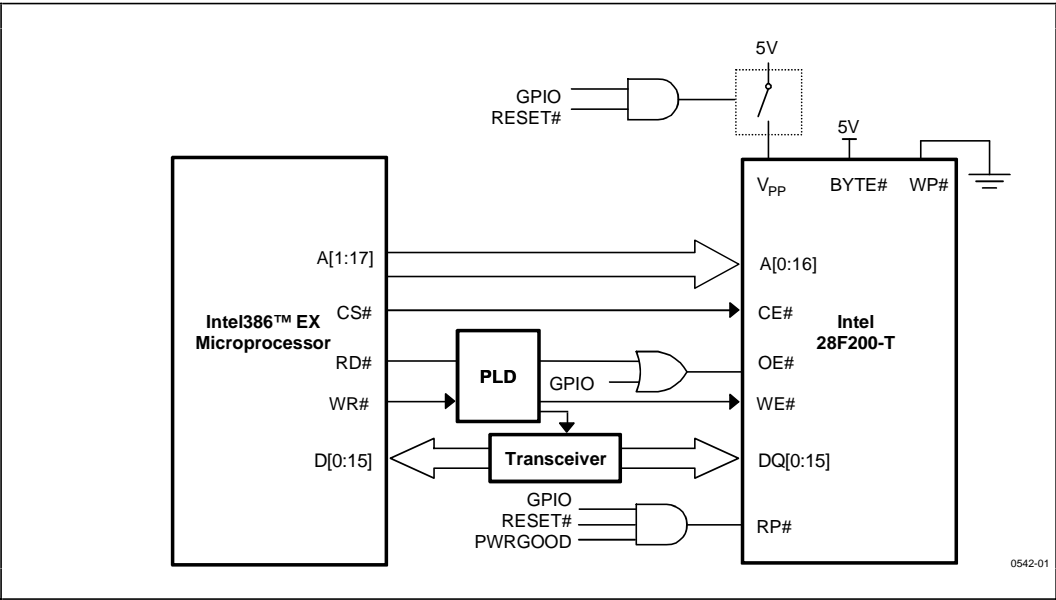 5V
GPIO
RESET#
5V
VPP
BYTE#
WP#
A[1:17]
A[0:16]
CS#
CE#
Intel386™ EX
Microprocessor
Intel
28F200-T
RD#
PLD
GPIO
OE#
WR#
WE#
D[0:15]
Transceiver
DQ[0:15]
GPIO
RESET#
PWRGOOD
RP#
0542-01